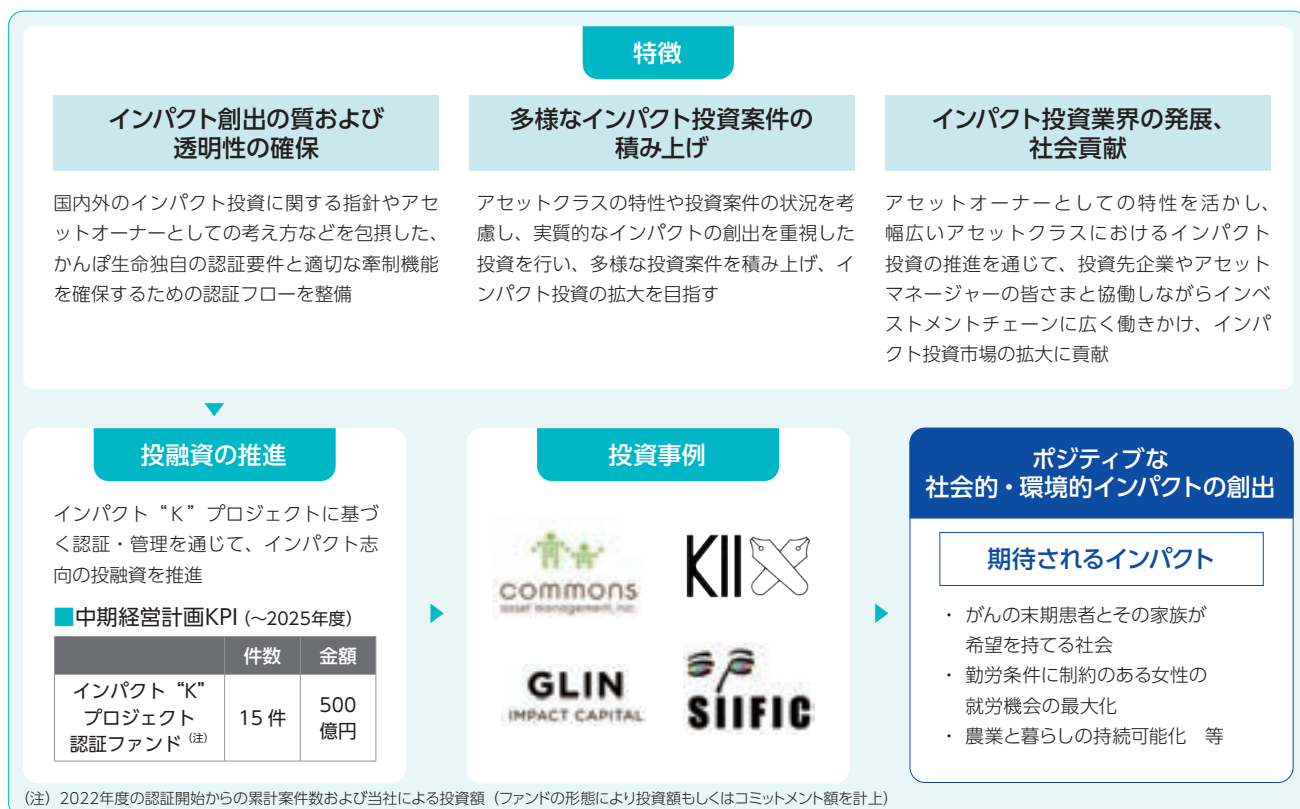 特徴
インパクト創出の質および
透明性の確保
国内外のインパクト投資に関する指針やアセ
ットオーナーとしての考え方などを包摂した、
かんぽ生命独自の認証要件と適切な牽制機能
を確保するための認証フローを整備
多様なインパクト投資案件の
積み上げ
アセットクラスの特性や投資案件の状況を考
慮し、実質的なインパクトの創出を重視した
投資を行い、多様な投資案件を積み上げ、イ
ンパクト投資の拡大を目指す
インパクト投資業界の発展、
社会貢献
アセットオーナーとしての特性を活かし、
幅広いアセットクラスにおけるインパクト
投資の推進を通じて、投資先企業やアセット
マネージャーの皆さまと協働しながらインベ
ストメントチェーンに広く働きかけ、インパ
クト投資市場の拡大に貢献
投融資の推進
インパクト“K”プロジェクトに基づ
く認証・管理を通じて、インパクト志
向の投融資を推進
■中期経営計画KPI (~2025年度)
件数 金額
インパクト“K”
プロジェクト
認証ファンド (注)
15件
500
億円
投資事例
commons
asset management, inc.
KII
GLIN
IMPACT CAPITAL
SIIFIC
ポジティブな
社会的・環境的インパクトの創出
期待されるインパクト
・ がんの末期患者とその家族が
希望を持てる社会
・ 勤労条件に制約のある女性の
就労機会の最大化
・ 農業と暮らしの持続可能化 等
(注) 2022年度の認証開始からの累計案件数および当社による投資額（ファンドの形態により投資額もしくはコミットメント額を計上）